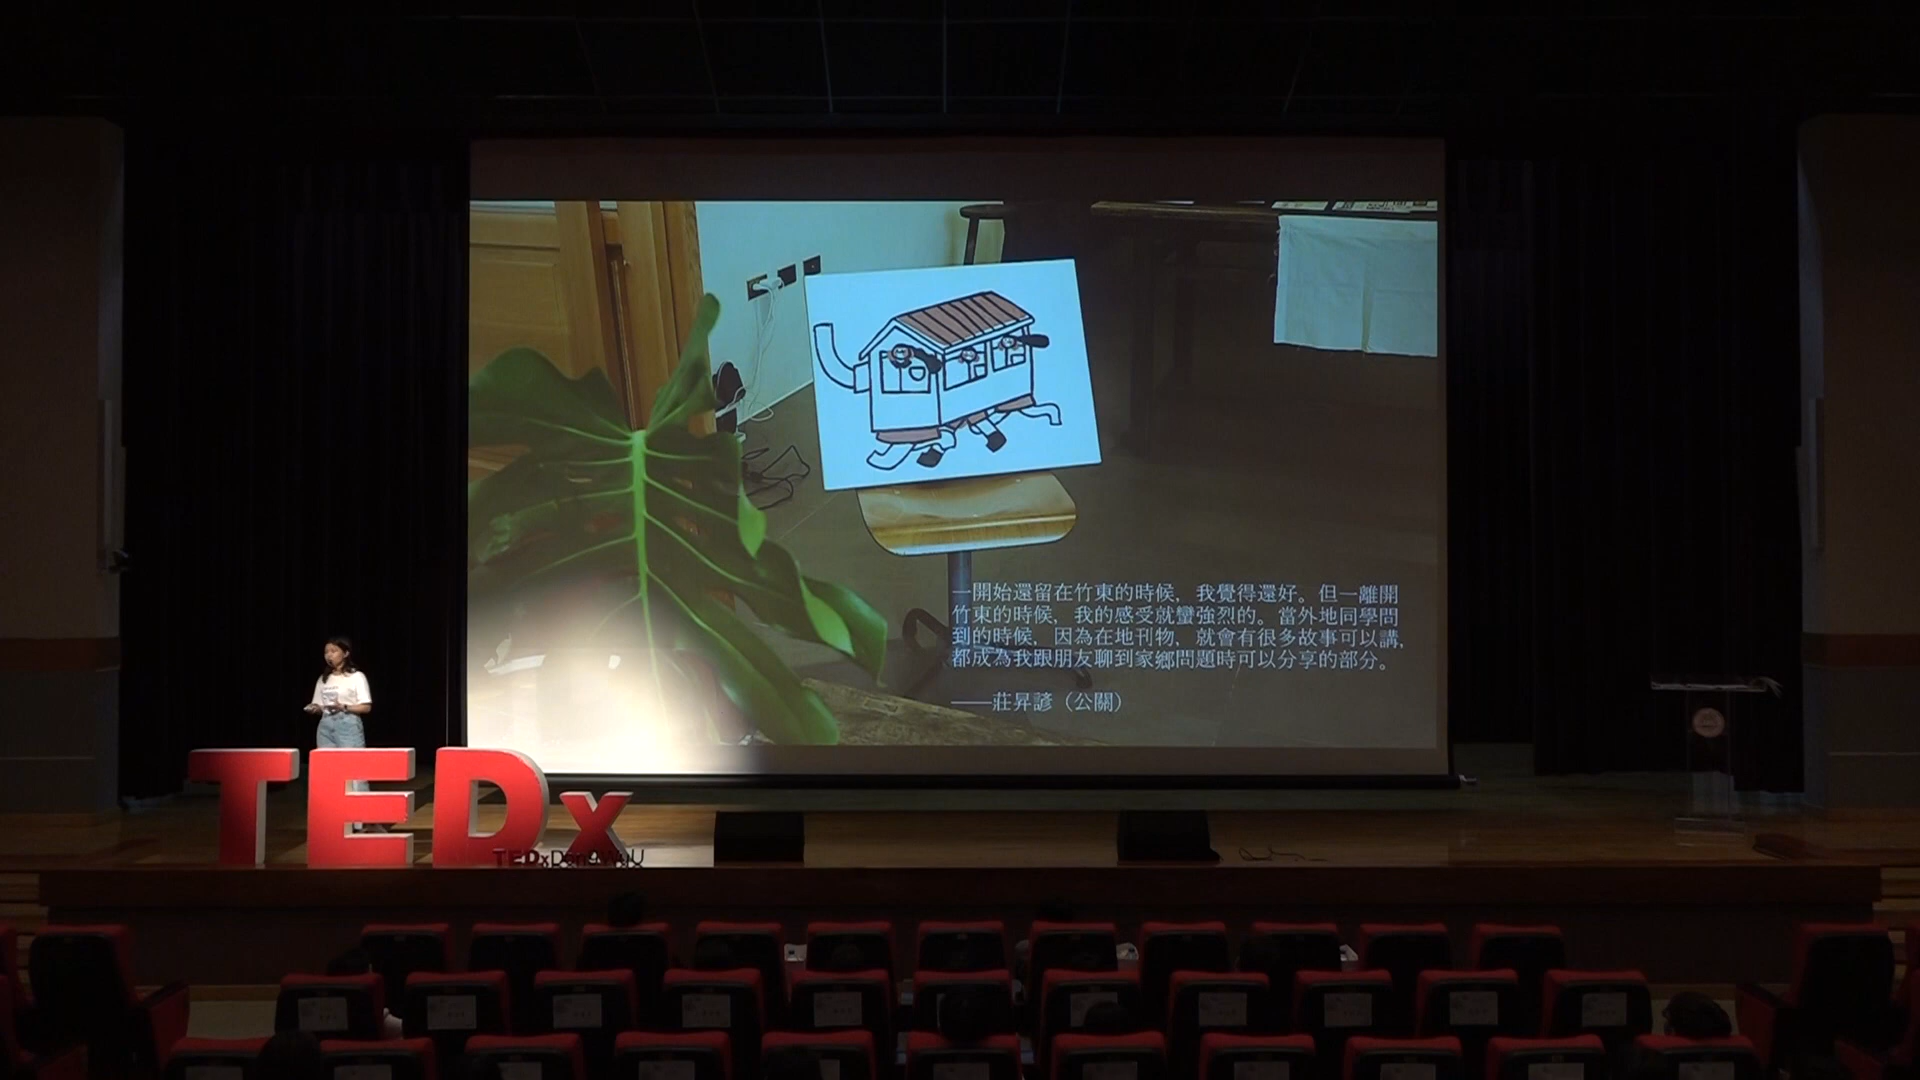 一開始還留在竹東的時候，我覺得還好。但一離開
竹東的時候，我的感受就蠻強烈的。當外地同學問
到的時候，因為在地刊物，就會有很多故事可以講，
都成為我跟朋友聊到家鄉問題時可以分享的部分。
——莊昇諺（公關）
TEDx
TEDxDongWuU